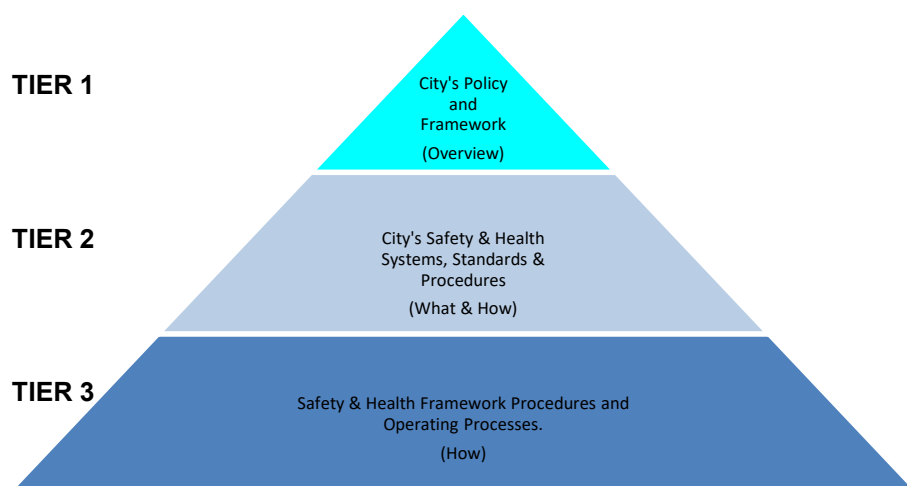 TIER 1
City's Policy
and
Framework
(Overview)
TIER 2
City's Safety & Health
Systems, Standards &
Procedures
(What & How)
TIER 3
Safety & Health Framework Procedures and
Operating Processes.
(How)